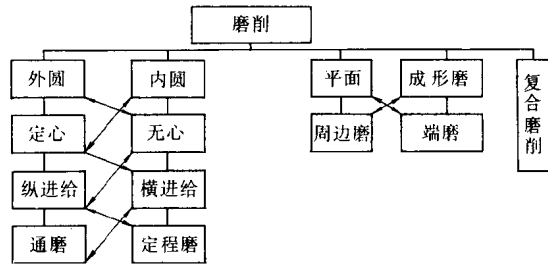 磨削
外圆 内圆 平面 成形磨 复合磨削
定心 无心 周边磨 端磨
纵进给 横进给
通磨 定程磨